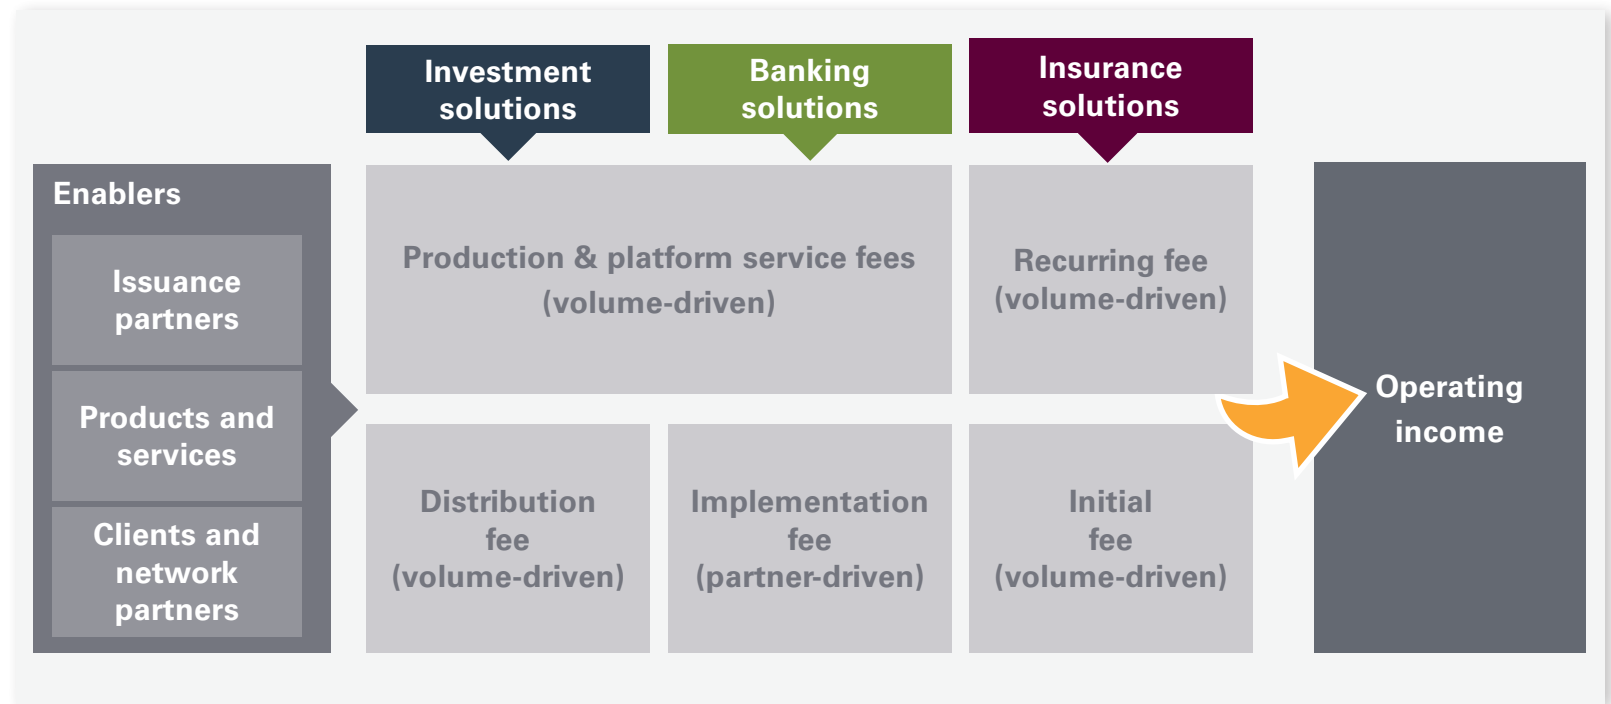 Investment
solutions
Banking
solutions
Insurance
solutions
Enablers
Issuance
partners
Products and
services
Clients and
network
partners
Production & platform service fees
(volume-driven)
Recurring fee
(volume-driven)
Distribution
fee
(volume-driven)
Implementation
fee
(partner-driven)
Initial
fee
(volume-driven)
Operating
income